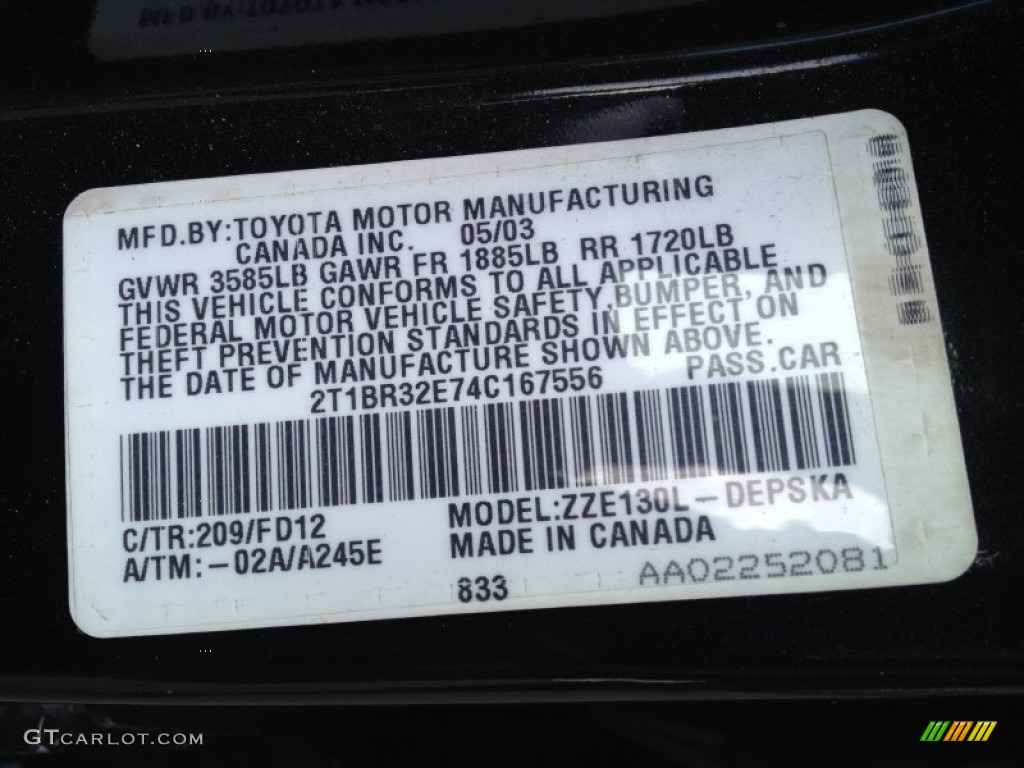 MFD.BY:TOYOTA MOTOR MANUFACTURING
CANADA INC. 05/03
GVWR 3585LB GAWR FR 1885LB RR 1720LB
THIS VEHICLE CONFORMS TO ALL APPLICABLE
FEDERAL MOTOR VEHICLE SAFETY,BUMPER, AND
THEFT PREVENTION STANDARDS IN EFFECT ON
THE DATE OF MANUFACTURE SHOWN ABOVE.
2T1BR32E74C167556 PASS.CAR
C/TR:209/FD12 MODEL:ZZE130L-DEPSKA
A/TM:-02A/A245E MADE IN CANADA
833 AA02252081
GTCARLOT.COM